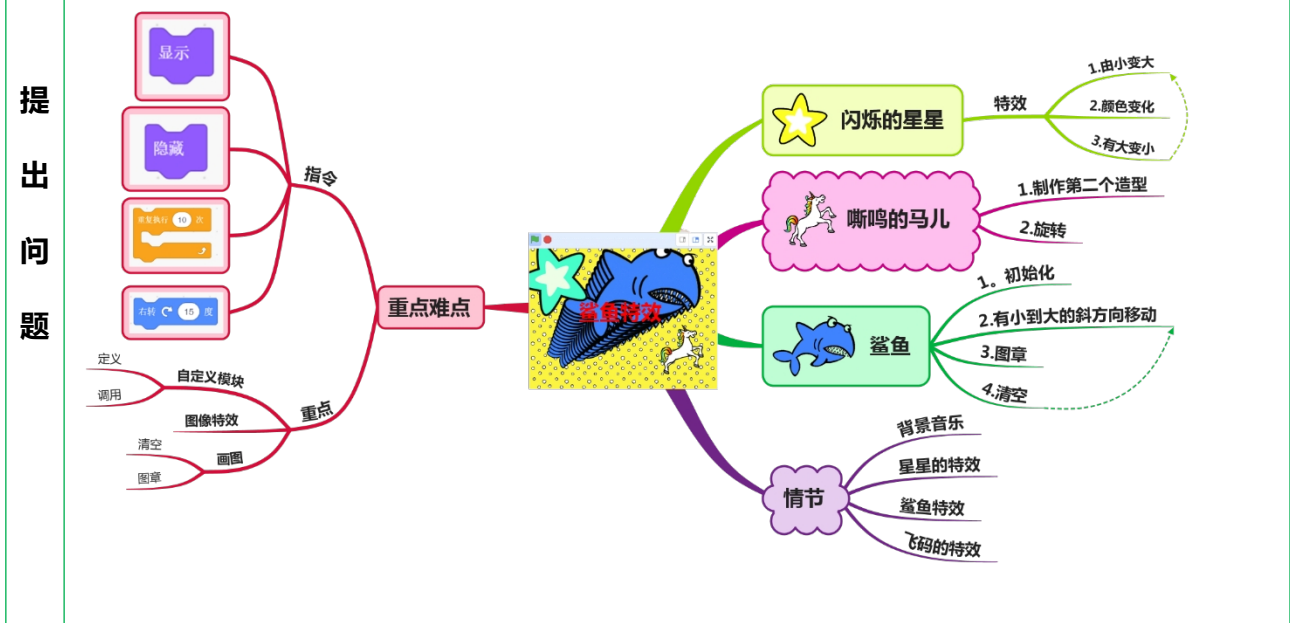 提
出
问
题
显示
隐藏
重复执行 10 次
右转 15 度
指令
重点难点
定义
调用
自定义模块
图像特效
清空
图章
画图
重点
鲨鱼特效
闪烁的星星
特效
1.由小变大
2.颜色变化
3.有大变小
嘶鸣的马儿
1.制作第二个造型
2.旋转
鲨鱼
1。初始化
2.有小到大的斜方向移动
3.图章
4.清空
情节
背景音乐
星星的特效
鲨鱼特效
飞码的特效